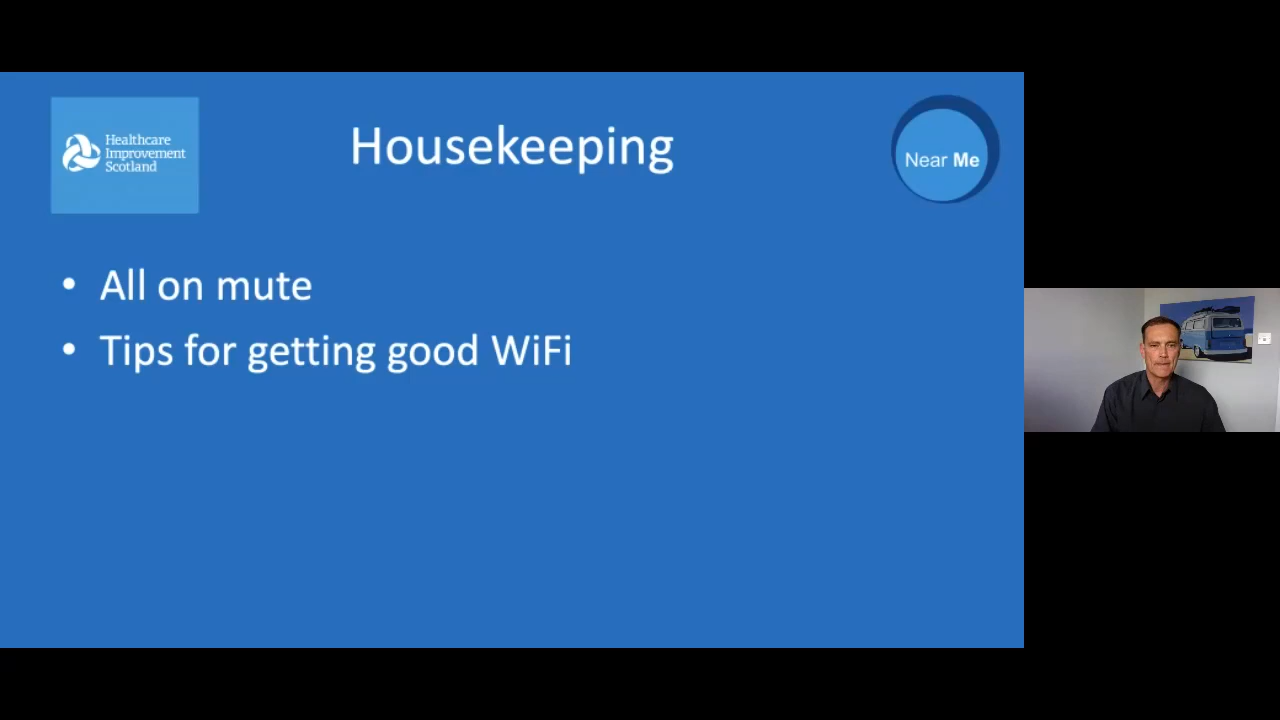 Healthcare
Improvement
Scotland
Housekeeping
Near Me
• All on mute
• Tips for getting good WiFi